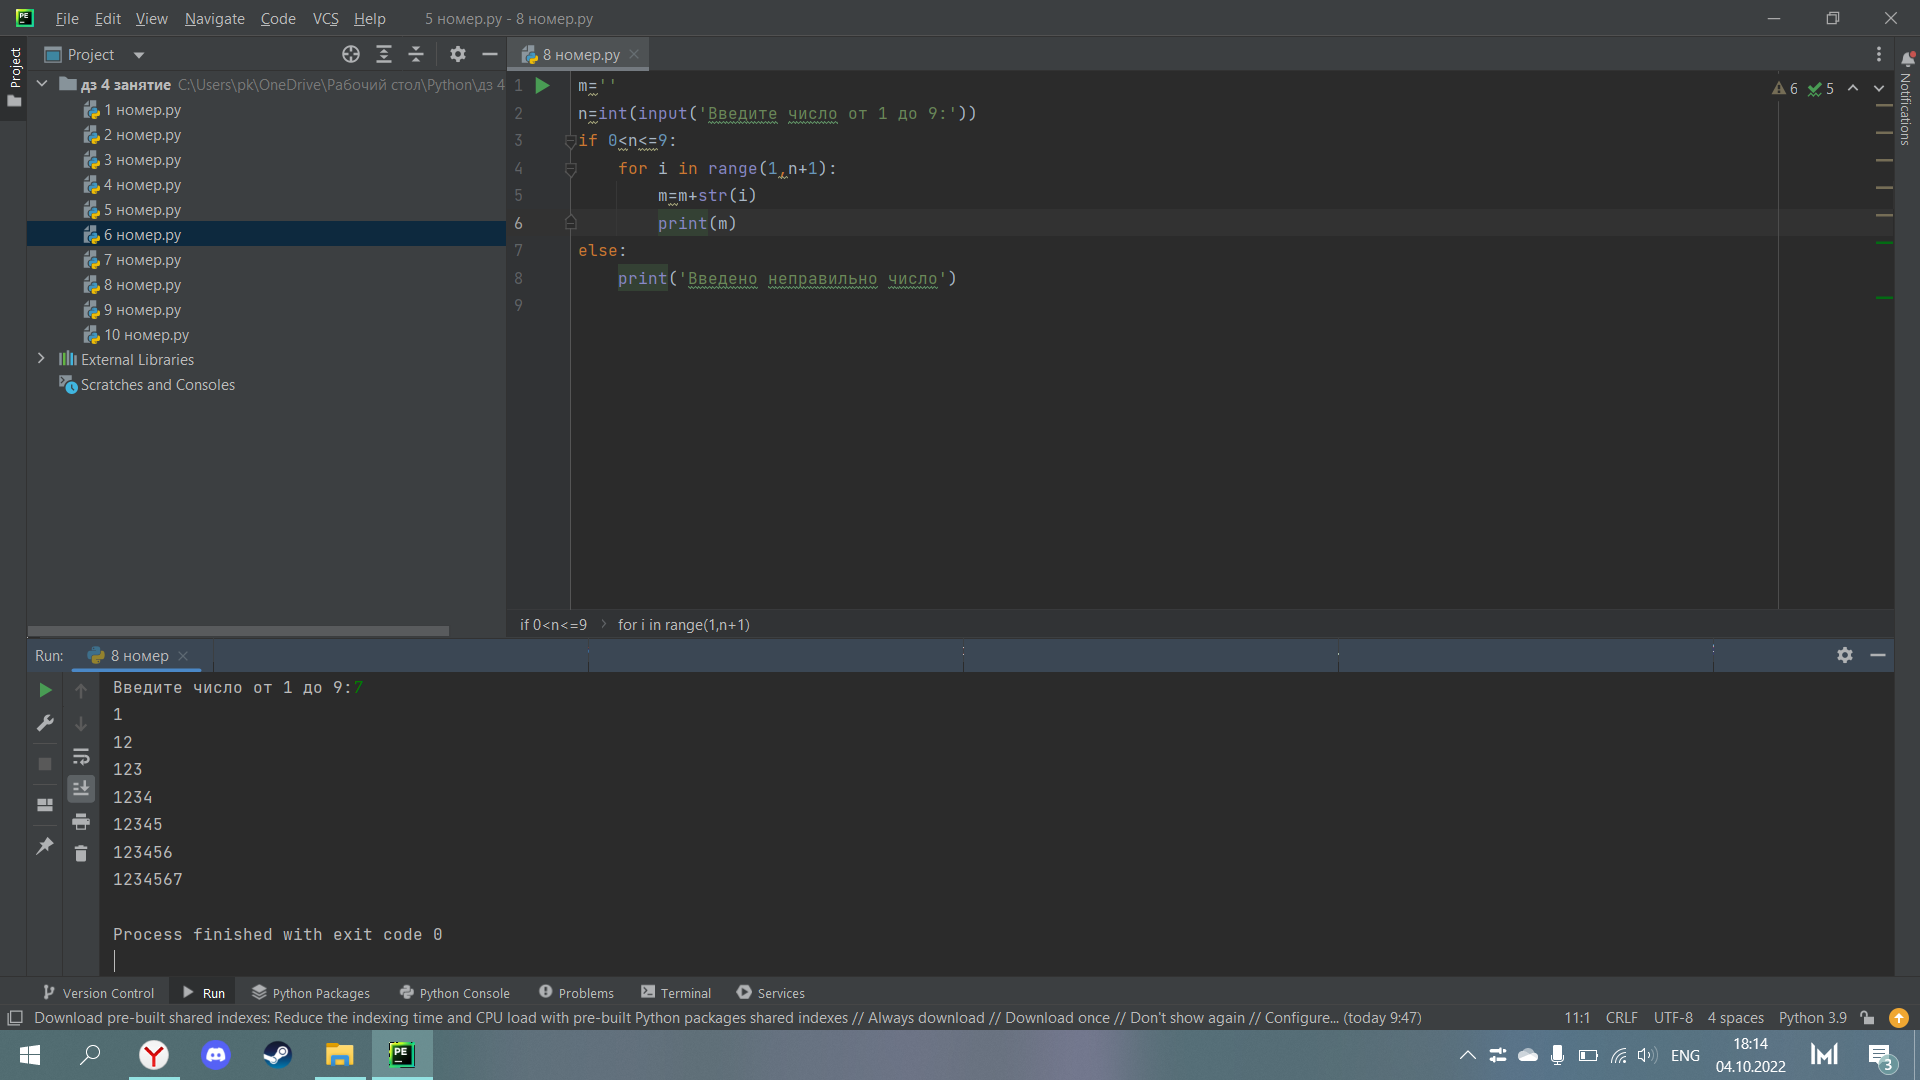 File Edit View Navigate Code VCS Help 5 номер.py - 8 номер.py
Project
Project
дз 4 занятие C:\Users\pk\OneDrive\Рабочий стол\Python\дз 4
1 номер.py
2 номер.py
3 номер.py
4 номер.py
5 номер.py
6 номер.py
7 номер.py
8 номер.py
9 номер.py
10 номер.py
External Libraries
Scratches and Consoles
8 номер.py
6 5
Notifications
1 m=''
2 n=int(input('Введите число от 1 до 9:'))
3 if 0<n<=9:
4 for i in range(1,n+1):
5 m=m+str(i)
6 print(m)
7 else:
8 print('Введено неправильно число')
9
if 0<n<=9 for i in range(1,n+1)
Run: 8 номер
Введите число от 1 до 9:7
1
12
123
1234
12345
123456
1234567
Process finished with exit code 0
Version Control Run Python Packages Python Console Problems Terminal Services
Download pre-built shared indexes: Reduce the indexing time and CPU load with pre-built Python packages shared indexes // Always download // Download once // Don't show again // Configure... (today 9:47) 11:1 CRLF UTF-8 4 spaces Python 3.9
PE
ENG
18:14
04.10.2022
3